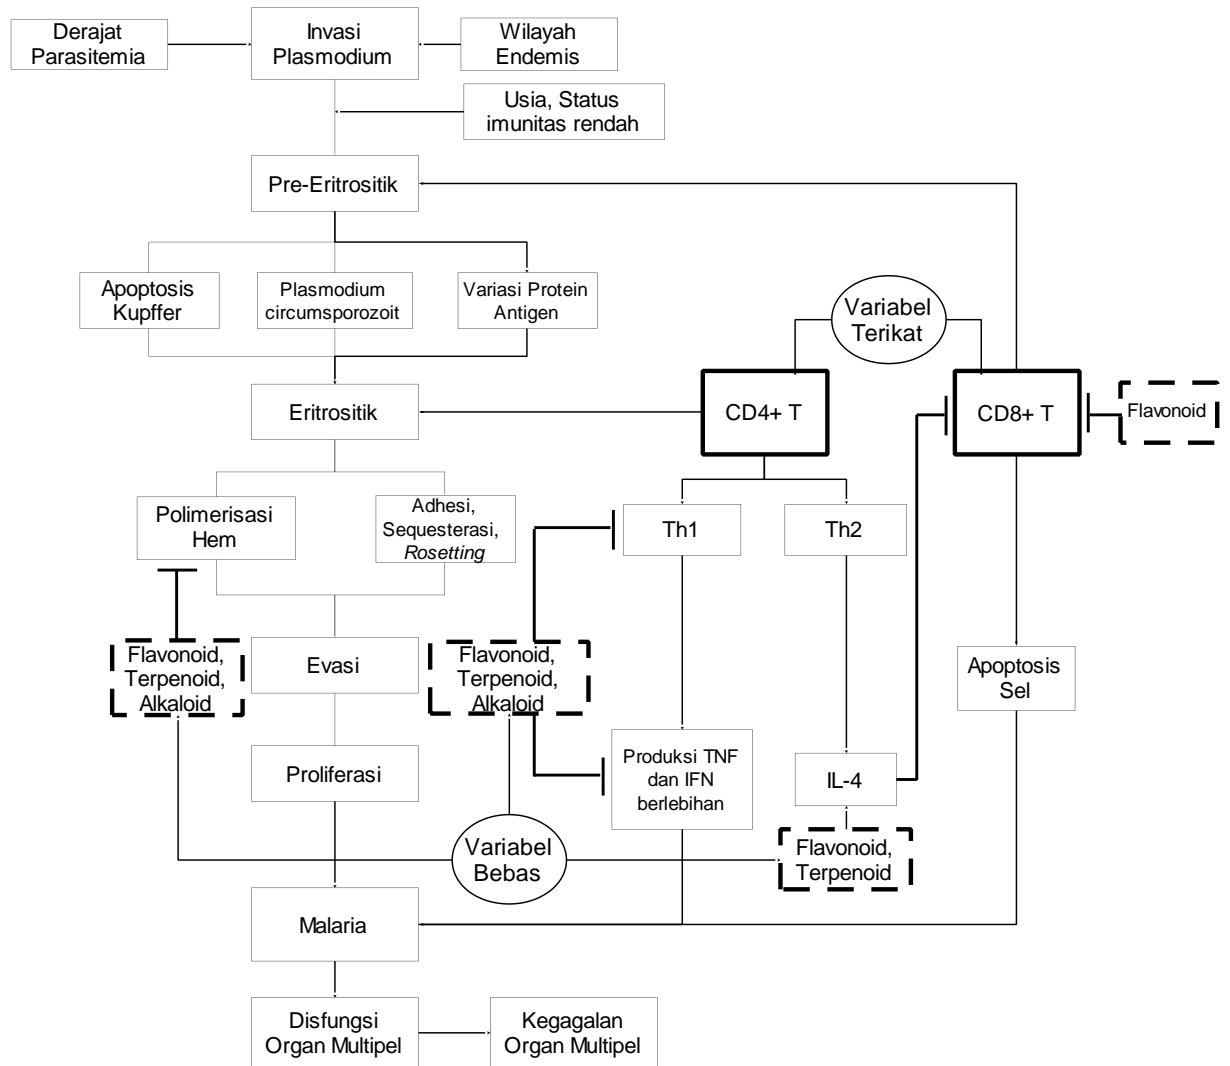 Derajat
Parasitemia
Invasi
Plasmodium
Wilayah
Endemis
Usia, Status
imunitas rendah
Pre-Eritrositik
Apoptosis
Kupffer
Plasmodium
circumsporozoit
Variasi Protein
Antigen
Variabel
Terikat
Eritrositik
CD4+ T
CD8+ T
Flavonoid
Polimerisasi
Hem
Adhesi,
Sequesterasi,
Rosetting
Th1
Th2
Flavonoid,
Terpenoid,
Alkaloid
Evasi
Flavonoid,
Terpenoid,
Alkaloid
Apoptosis
Sel
Proliferasi
Produksi TNF
dan IFN
berlebihan
IL-4
Variabel
Bebas
Flavonoid,
Terpenoid
Malaria
Disfungsi
Organ Multipel
Kegagalan
Organ Multipel